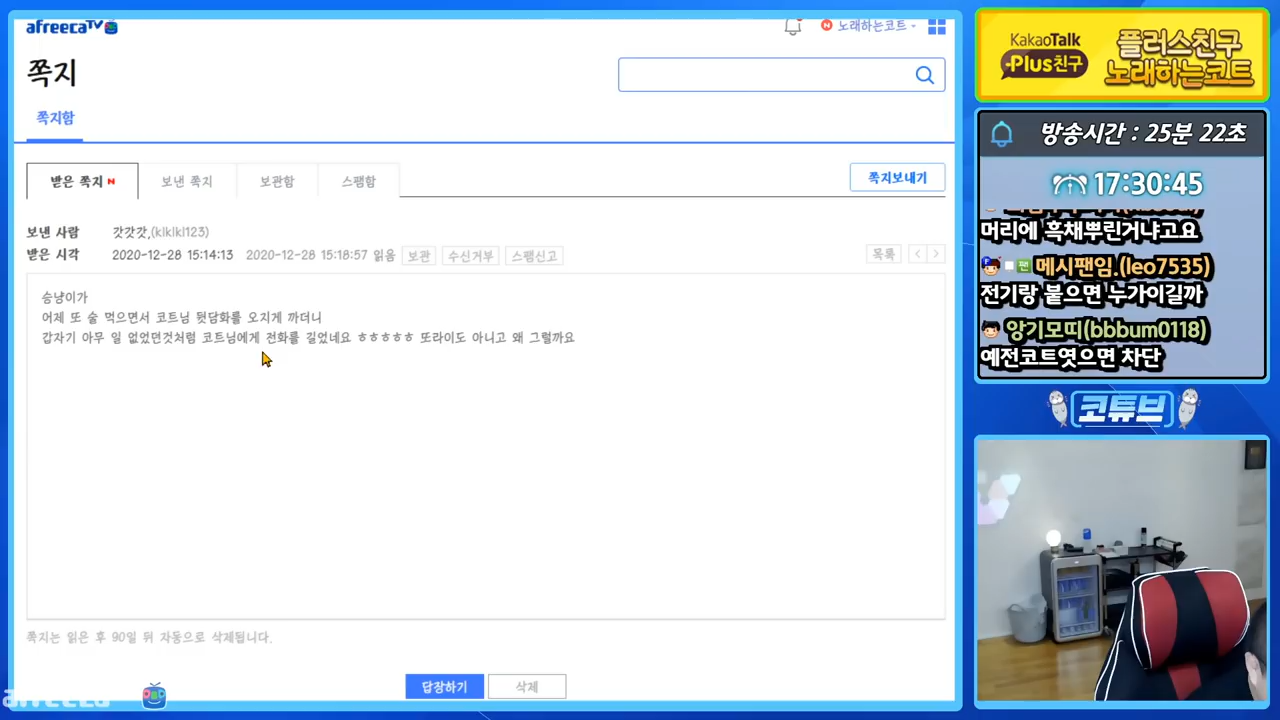 afreecaTV
노래하는코트
쪽지
쪽지함
받은 쪽지 N
보낸 쪽지
보관함
스팸함
쪽지보내기
보낸 사람 갓갓갓,(klklkl123)
받은 시각 2020-12-28 15:14:13 2020-12-28 15:18:57 읽음 보관 수신거부 스팸신고
목록
승냥이가
어제 또 술 먹으면서 코트님 뒷담화를 오지게 까더니
갑자기 아무 일 없었던것처럼 코트님에게 전화를 길었네요 ㅎㅎㅎㅎㅎ 또라이도 아니고 왜 그럴까요
쪽지는 읽은 후 90일 뒤 자동으로 삭제됩니다.
답장하기
삭제
afreeca
KakaoTalk
Plus친구
플러스친구
노래하는코트
방송시간 : 25분 22초
17:30:45
머리에 흑채뿌린거냐고요
팬 메시팬임.(leo7535)
전기랑 붙으면 누가이길까
앙기모띠(bbbum0118)
예전코트엿으면 차단
코튜브